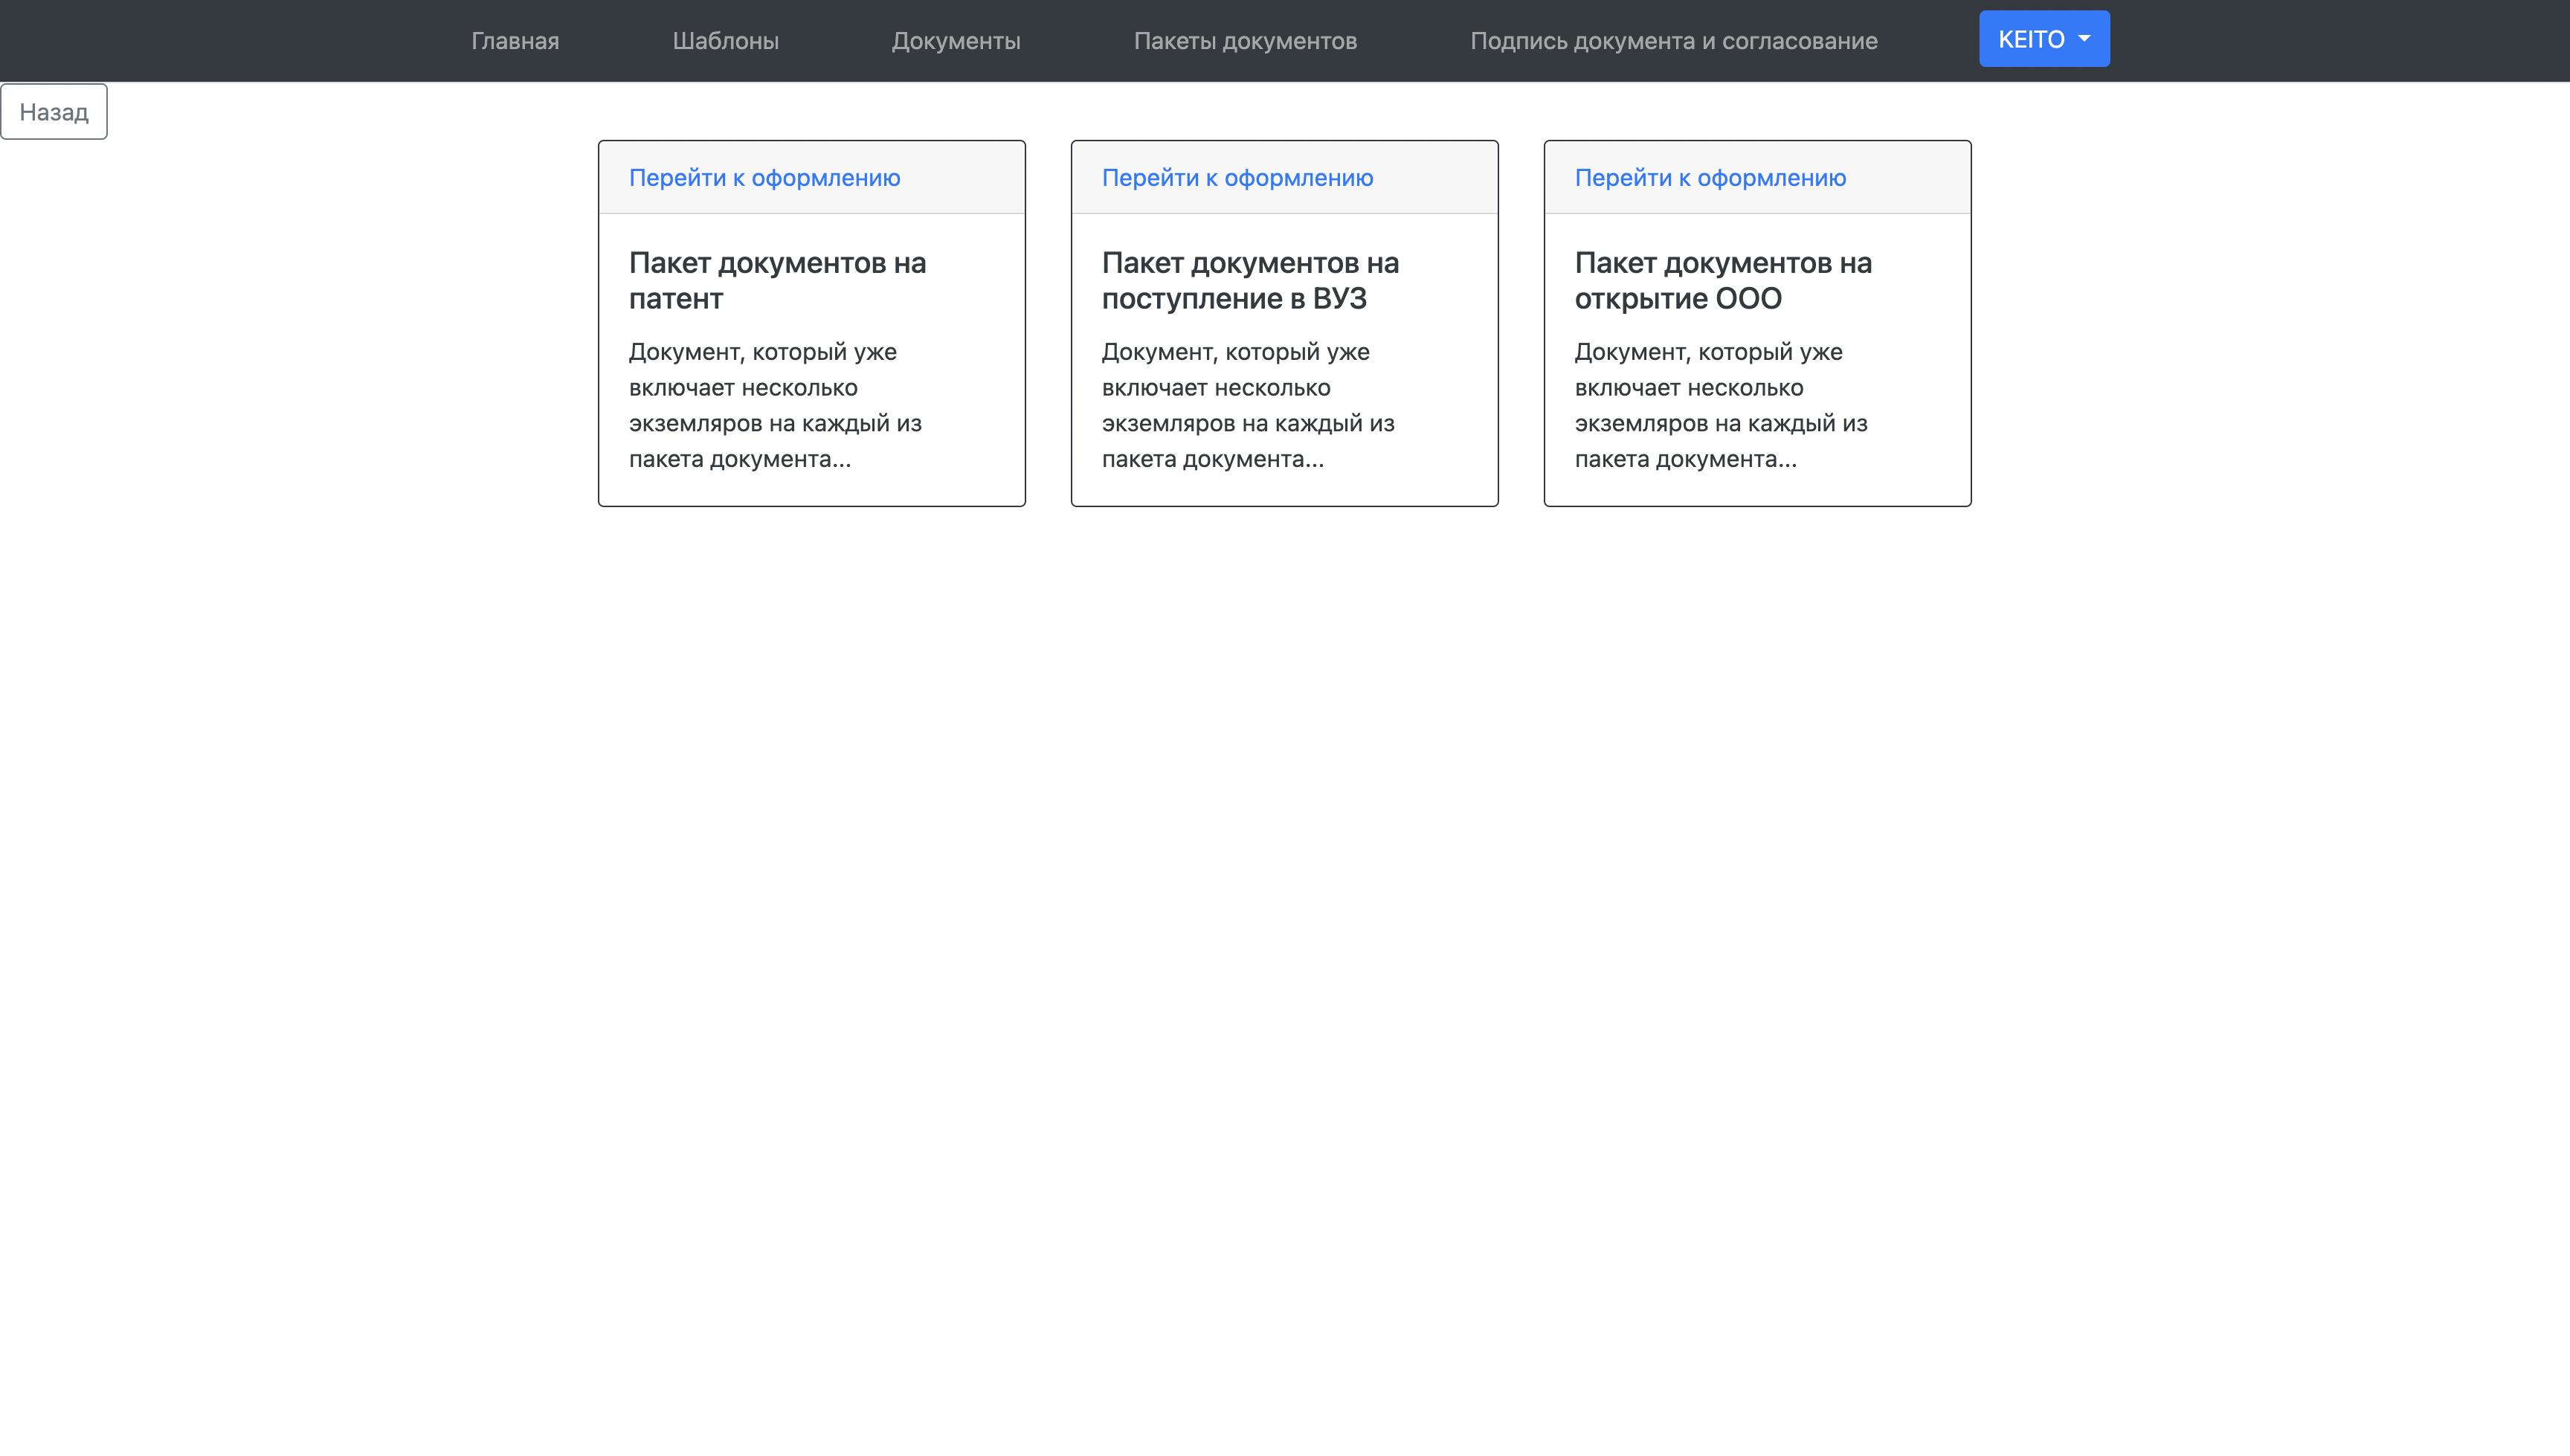 Главная Шаблоны Документы Пакеты документов Подпись документа и согласование KEITO
Назад
Перейти к оформлению
Пакет документов на
патент
Документ, который уже
включает несколько
экземляров на каждый из
пакета документа...
Перейти к оформлению
Пакет документов на
поступление в ВУЗ
Документ, который уже
включает несколько
экземляров на каждый из
пакета документа...
Перейти к оформлению
Пакет документов на
открытие ООО
Документ, который уже
включает несколько
экземляров на каждый из
пакета документа...